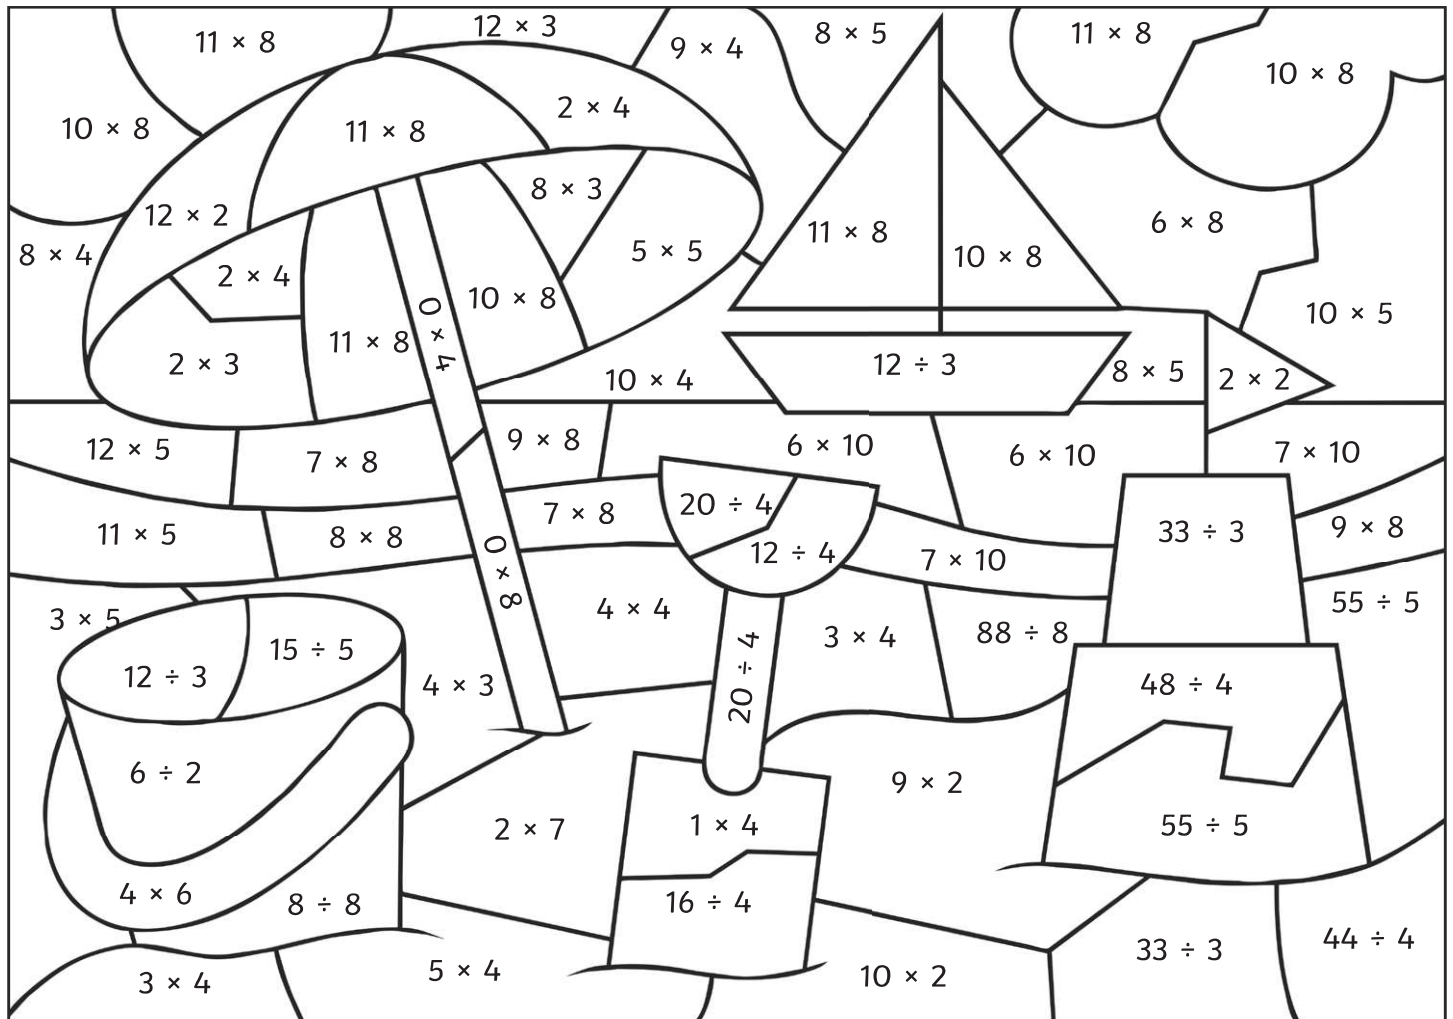 12 × 3
11 × 8
9 × 4
8 × 5
11 × 8
10 × 8
10 × 8
11 × 8
2 × 4
12 × 2
8 × 3
8 × 4
2 × 4
5 × 5
11 × 8
10 × 8
6 × 8
10 × 8
10 × 5
0 × 4
11 × 8
2 × 3
10 × 4
12 ÷ 3
8 × 5
2 × 2
12 × 5
7 × 8
9 × 8
6 × 10
6 × 10
7 × 10
11 × 5
8 × 8
0 × 8
7 × 8
20 ÷ 4
12 ÷ 4
7 × 10
33 ÷ 3
9 × 8
3 × 5
12 ÷ 3
15 ÷ 5
4 × 3
4 × 4
20 ÷ 4
3 × 4
88 ÷ 8
48 ÷ 4
55 ÷ 5
6 ÷ 2
2 × 7
1 × 4
9 × 2
55 ÷ 5
4 × 6
8 ÷ 8
16 ÷ 4
3 × 4
5 × 4
10 × 2
33 ÷ 3
44 ÷ 4